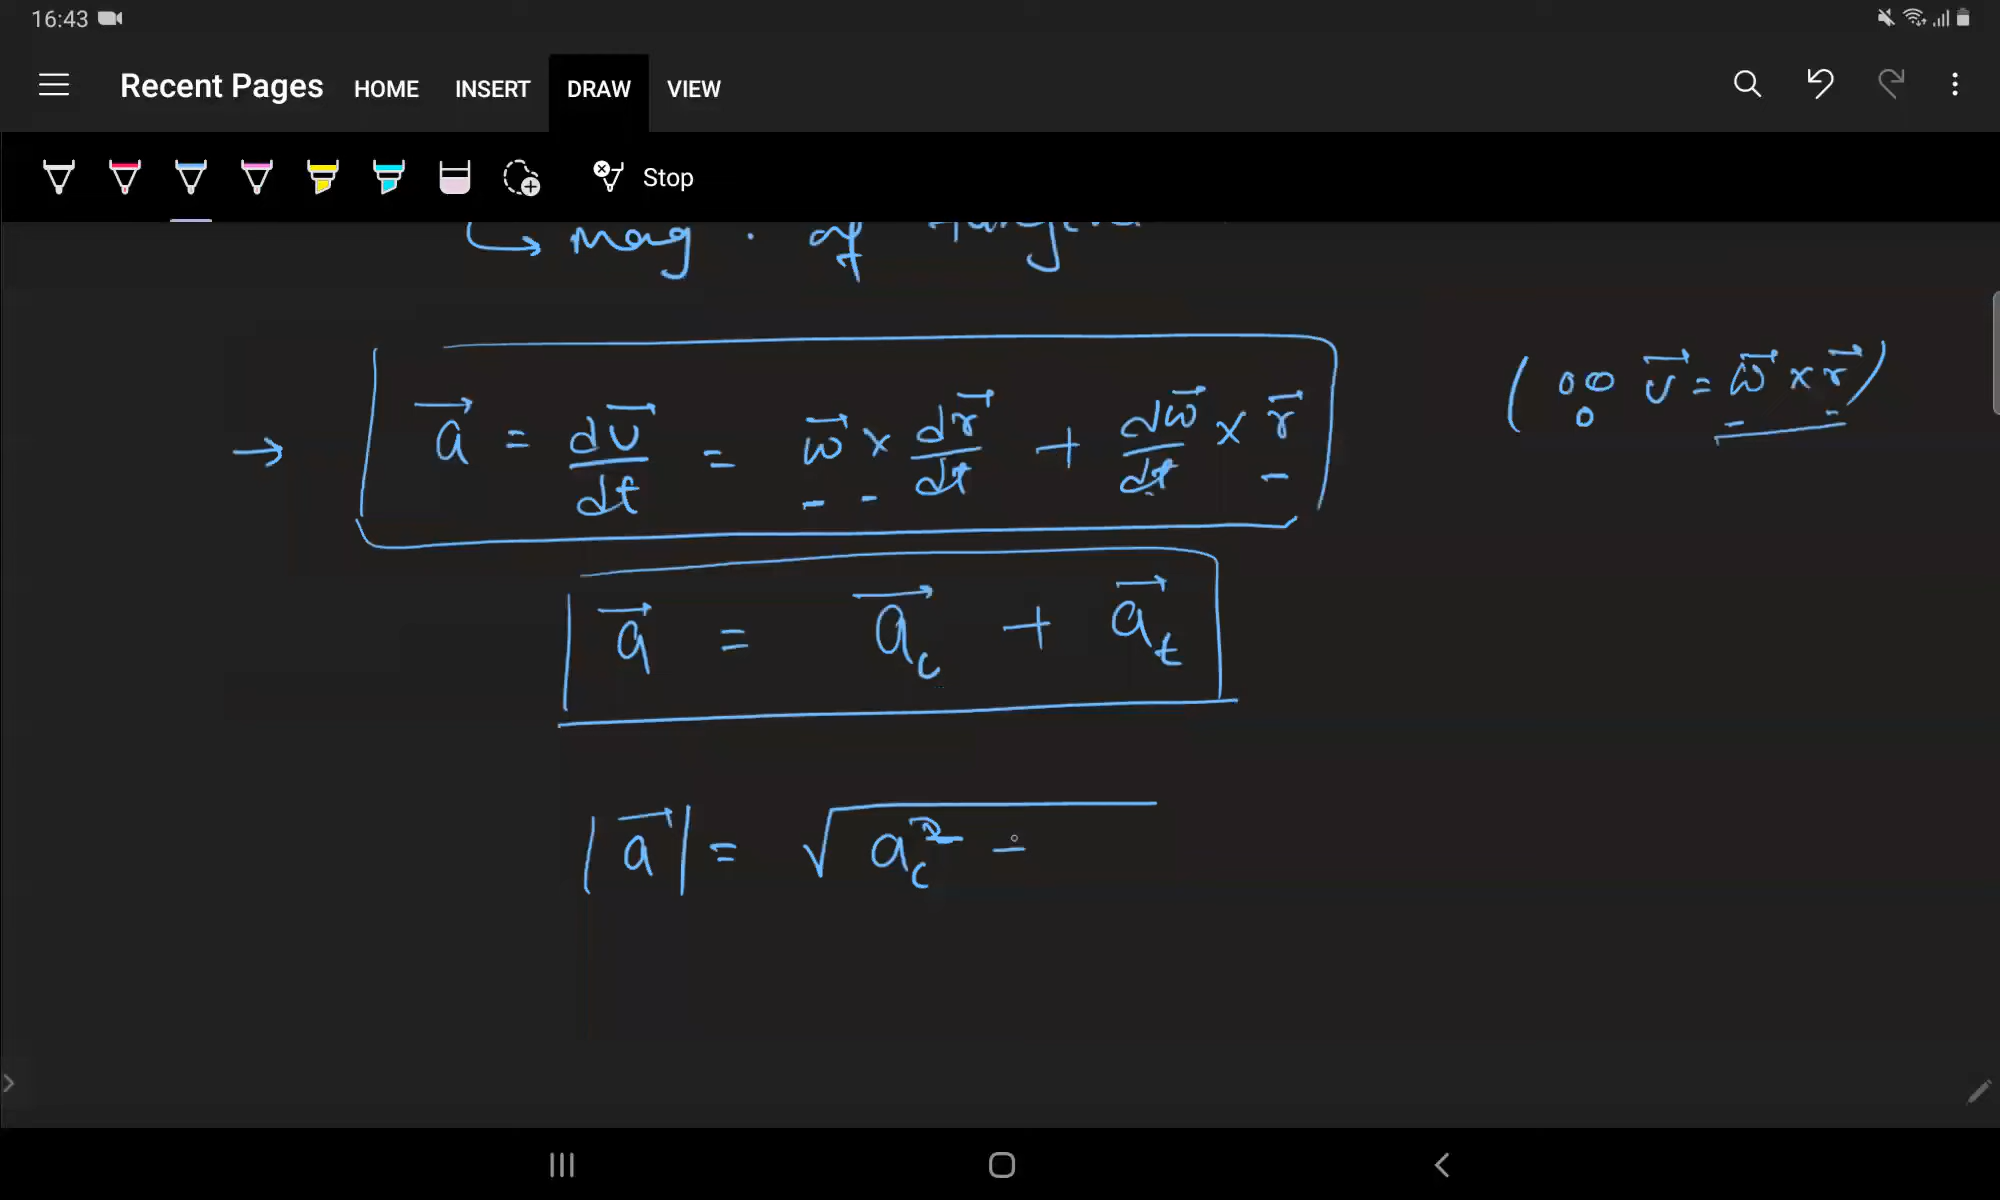 16:43
Recent Pages HOME INSERT DRAW VIEW
Stop
↳ mag. of
→ a⃗ = dv⃗/dt = ω⃗ × dr⃗/dt + dω⃗/dt × r⃗ (∵ v⃗ = ω⃗ × r⃗)
a⃗ = a⃗c + a⃗t
|a⃗| = √ac² -